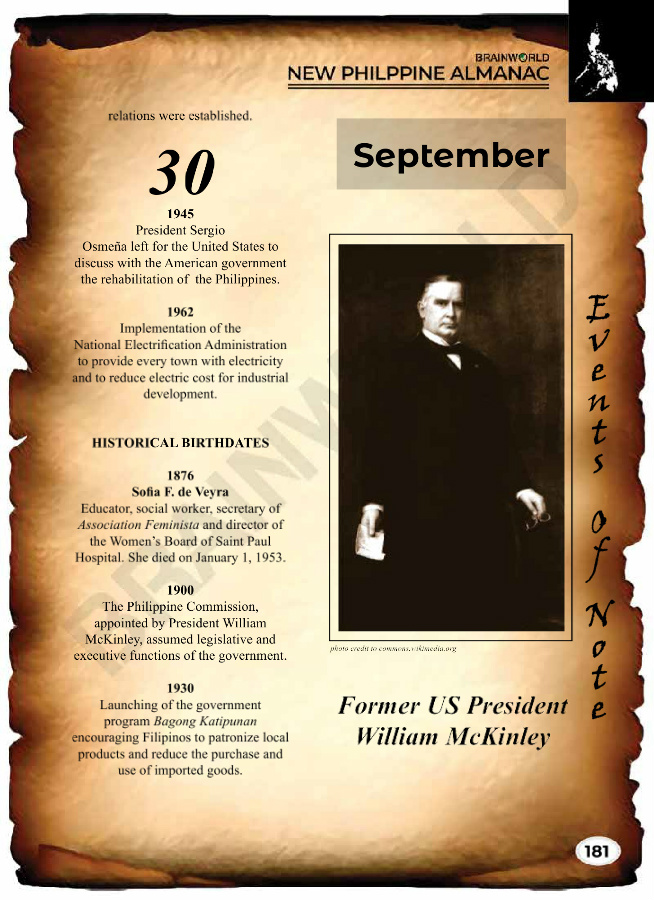 BRAINWORLD
NEW PHILPPINE ALMANAC
relations were established.
30
1945
President Sergio
Osmeña left for the United States to
discuss with the American government
the rehabilitation of the Philippines.
1962
Implementation of the
National Electrification Administration
to provide every town with electricity
and to reduce electric cost for industrial
development.
HISTORICAL BIRTHDATES
1876
Sofia F. de Veyra
Educator, social worker, secretary of
Association Feminista and director of
the Women's Board of Saint Paul
Hospital. She died on January 1, 1953.
1900
The Philippine Commission,
appointed by President William
McKinley, assumed legislative and
executive functions of the government.
1930
Launching of the government
program Bagong Katipunan
encouraging Filipinos to patronize local
products and reduce the purchase and
use of imported goods.
September
photo credit to commons.wikimedia.org
Former US President
William McKinley
Events of Note
BRAINWORLD
181